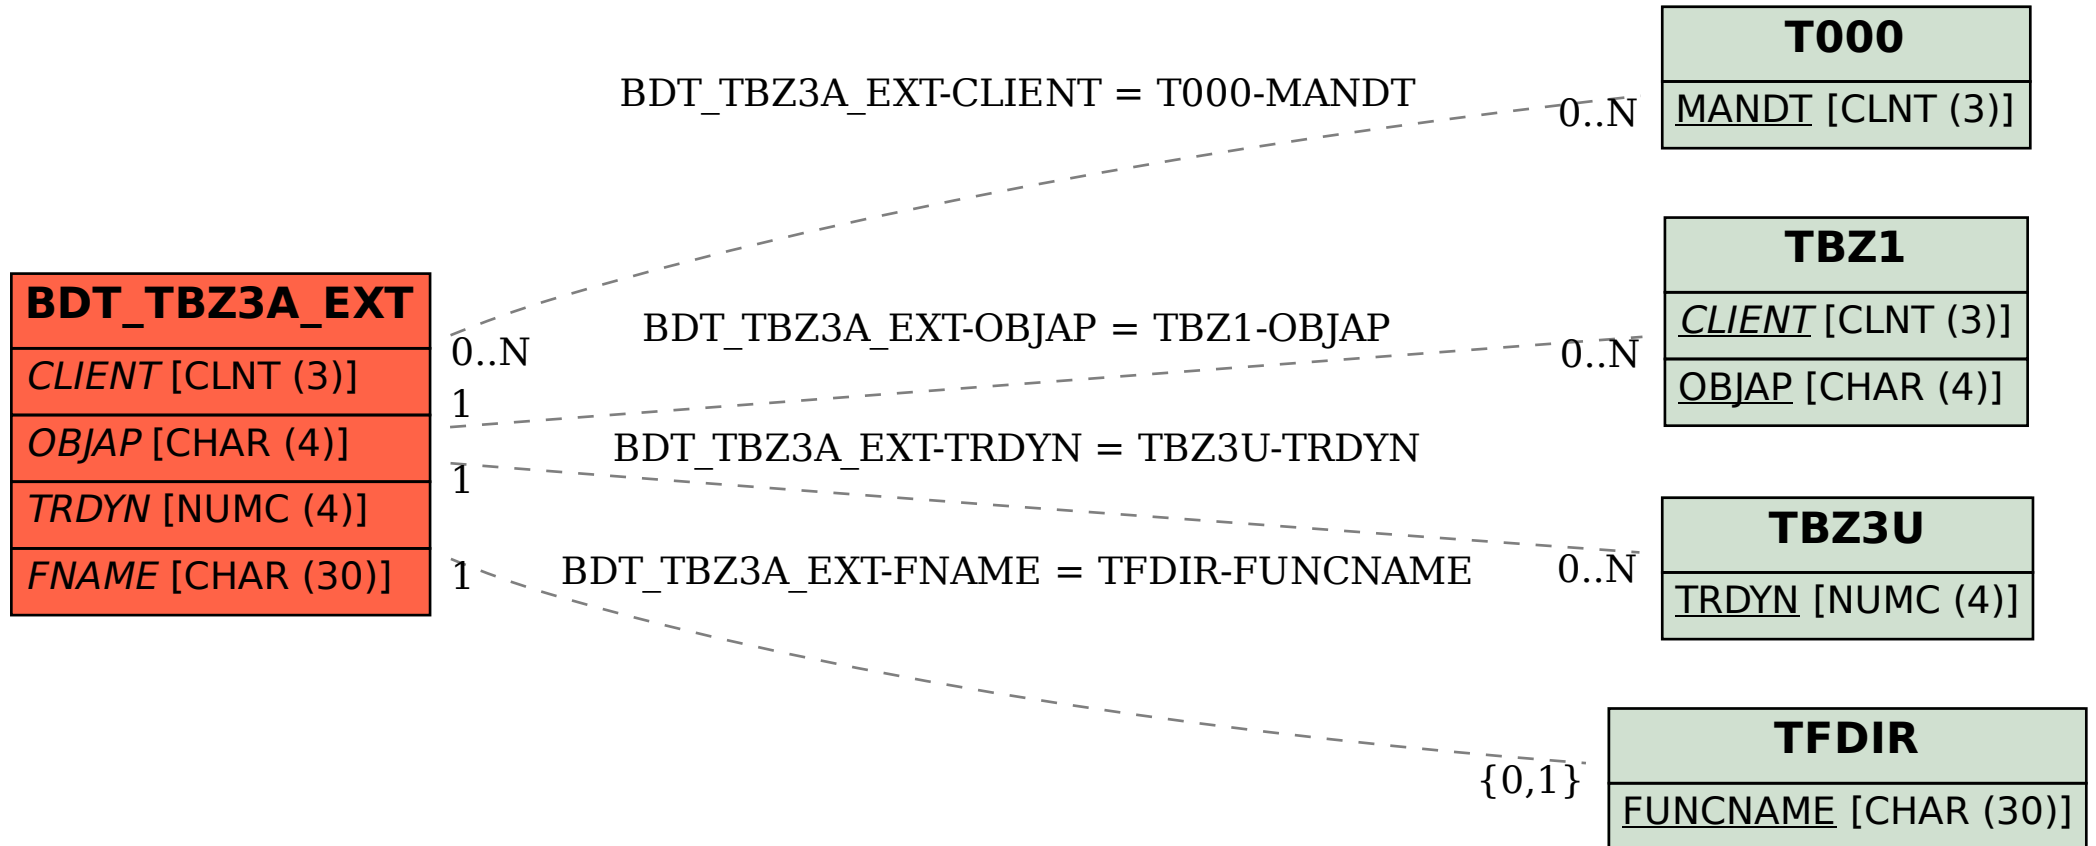 BDT_TBZ3A_EXT
CLIENT [CLNT (3)]
OBJAP [CHAR (4)]
TRDYN [NUMC (4)]
FNAME [CHAR (30)]
BDT_TBZ3A_EXT-CLIENT = T000-MANDT
0..N
0..N
BDT_TBZ3A_EXT-OBJAP = TBZ1-OBJAP
1
0..N
BDT_TBZ3A_EXT-TRDYN = TBZ3U-TRDYN
1
0..N
BDT_TBZ3A_EXT-FNAME = TFDIR-FUNCNAME
1
{0,1}
T000
MANDT [CLNT (3)]
TBZ1
CLIENT [CLNT (3)]
OBJAP [CHAR (4)]
TBZ3U
TRDYN [NUMC (4)]
TFDIR
FUNCNAME [CHAR (30)]